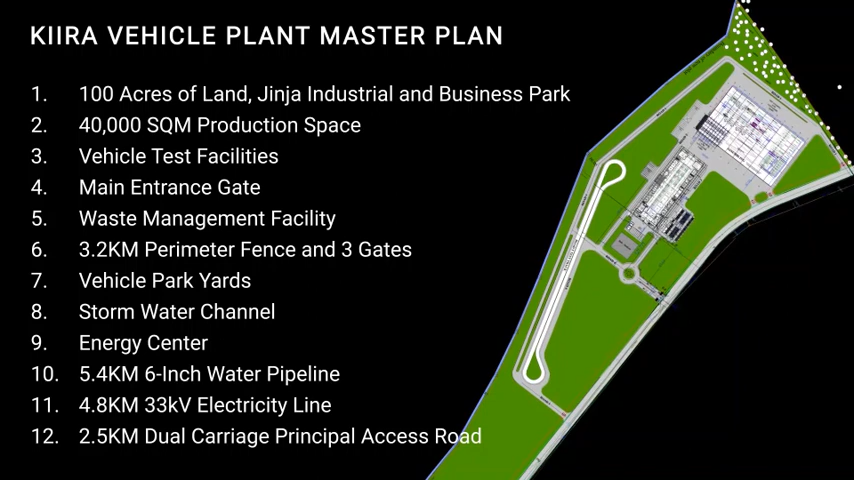 KIIRA VEHICLE PLANT MASTER PLAN
1. 100 Acres of Land, Jinja Industrial and Business Park
2. 40,000 SQM Production Space
3. Vehicle Test Facilities
4. Main Entrance Gate
5. Waste Management Facility
6. 3.2KM Perimeter Fence and 3 Gates
7. Vehicle Park Yards
8. Storm Water Channel
9. Energy Center
10. 5.4KM 6-Inch Water Pipeline
11. 4.8KM 33kV Electricity Line
12. 2.5KM Dual Carriage Principal Access Road